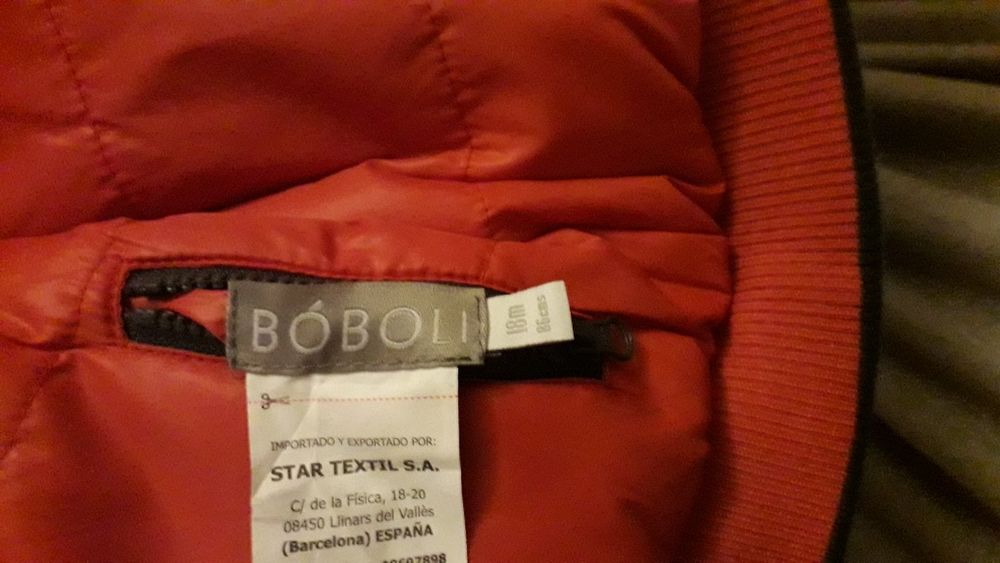 BÓBOLI
18m
86cms
IMPORTADO Y EXPORTADO POR:
STAR TEXTIL S.A.
C/ de la Física, 18-20
08450 Llinars del Vallès
(Barcelona) ESPAÑA